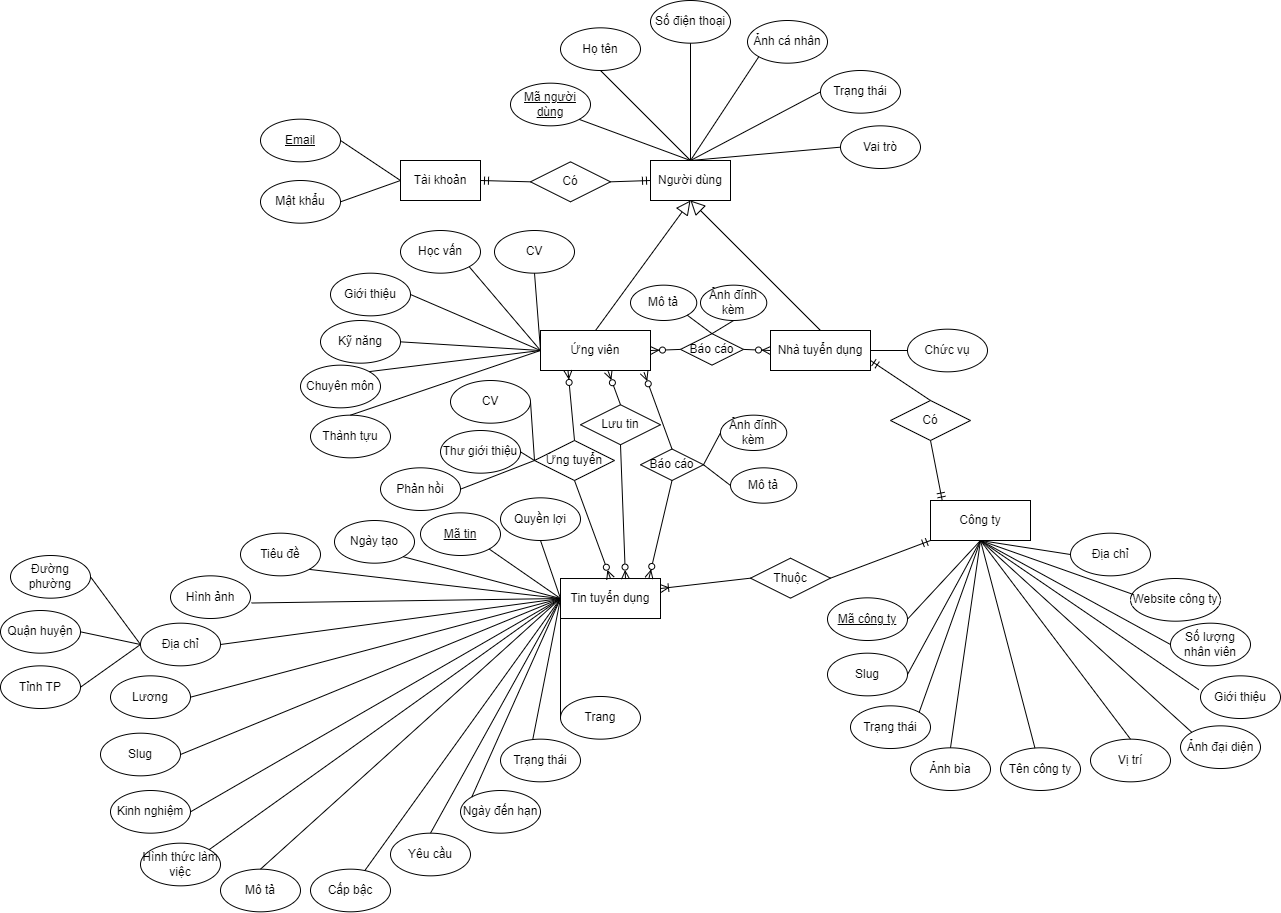 Số điện thoại
Họ tên
Ảnh cá nhân
Mã người
dùng
Trạng thái
Email
Vai trò
Tài khoản
Có
Người dùng
Mật khẩu
Học vấn
CV
Giới thiệu
Mô tả
Ảnh đính
kèm
Kỹ năng
Ứng viên
Báo cáo
Nhà tuyển dụng
Chức vụ
Chuyên môn
CV
Thành tựu
Lưu tin
Có
Ảnh đính
kèm
Thư giới thiệu
Ứng tuyển
Báo cáo
Phản hồi
Mô tả
Quyền lợi
Công ty
Mã tin
Ngày tạo
Tiêu đề
Địa chỉ
Đường
phường
Hình ảnh
Tin tuyển dụng
Thuộc
Website công ty
Mã công ty
Quận huyện
Địa chỉ
Số lượng
nhân viên
Slug
Tỉnh TP
Lương
Giới thiệu
Trang
Trạng thái
Slug
Trạng thái
Ảnh bìa
Tên công ty
Vị trí
Ảnh đại diện
Kinh nghiệm
Ngày đến hạn
Hình thức làm
việc
Yêu cầu
Mô tả
Cấp bậc